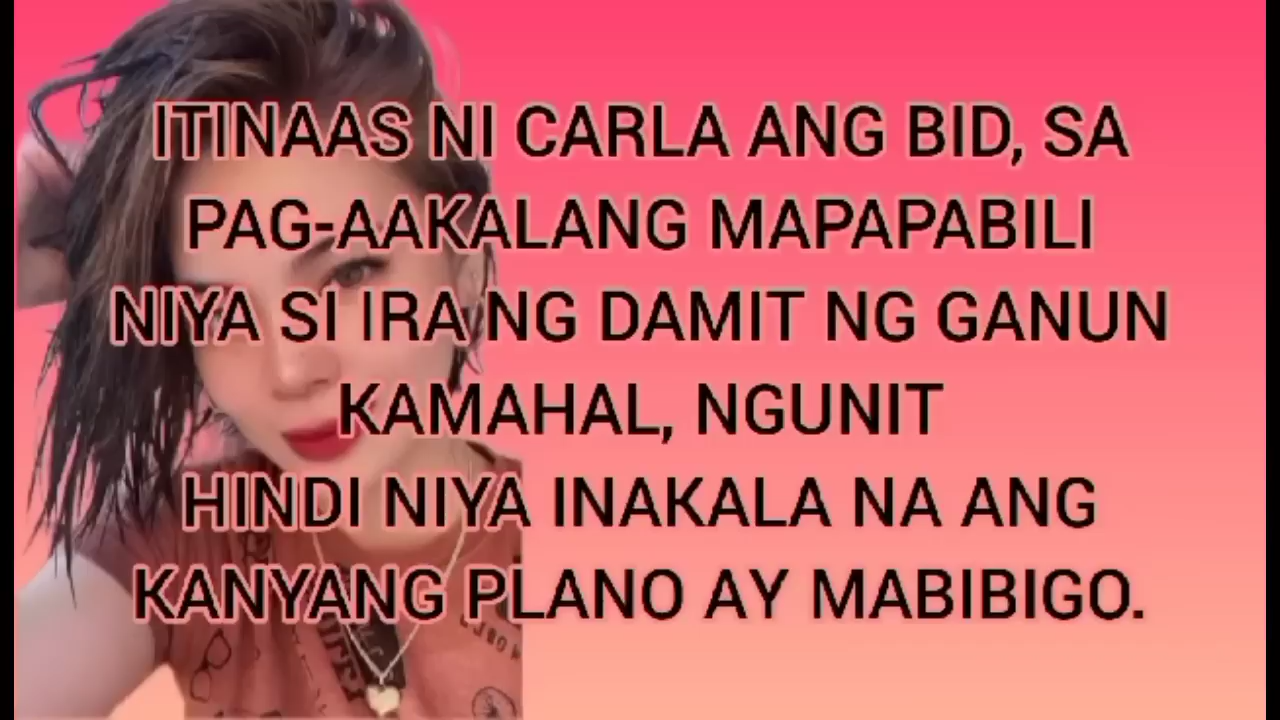 ITINAAS NI CARLA ANG BID, SA
PAG-AAKALANG MAPAPABILI
NIYA SI IRA NG DAMIT NG GANUN
KAMAHAL, NGUNIT
HINDI NIYA INAKALA NA ANG
KANYANG PLANO AY MABIBIGO.